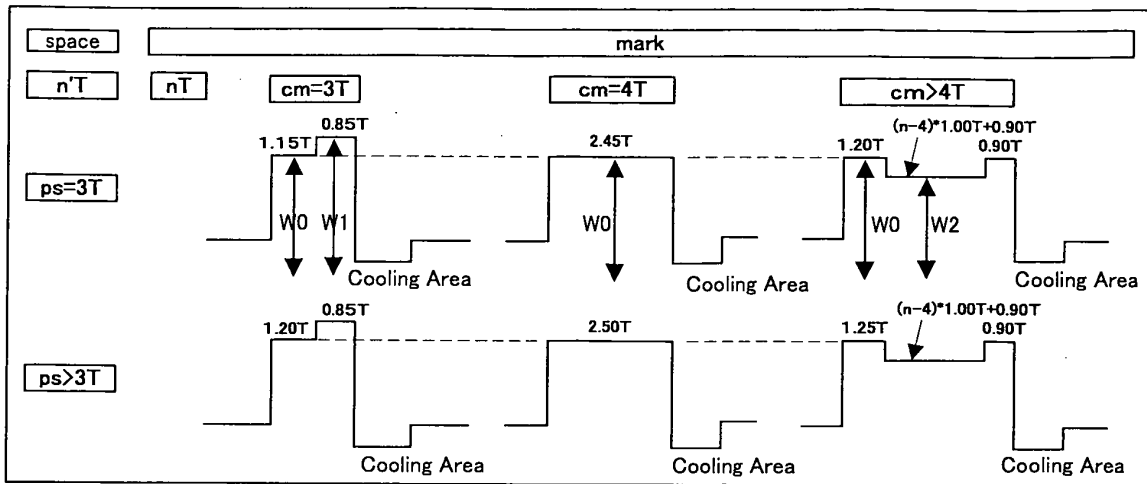 space mark
n'T nT cm=3T cm=4T cm>4T
0.85T (n-4)*1.00T+0.90T
1.15T 2.45T 1.20T 0.90T
ps=3T
W0 W1 W0 W0 W2
Cooling Area Cooling Area Cooling Area
0.85T (n-4)*1.00T+0.90T
1.20T 2.50T 1.25T 0.90T
ps>3T
Cooling Area Cooling Area Cooling Area